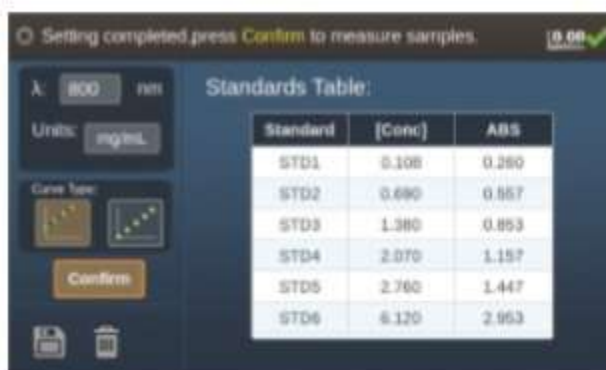 Setting completed,press Confirm to measure samples.
0.00
λ: 800 nm
Units: mg/mL
Curve Type:
Confirm
Standards Table:
Standard [Conc] ABS
STD1 0.108 0.260
STD2 0.690 0.557
STD3 1.380 0.853
STD4 2.070 1.157
STD5 2.760 1.447
STD6 6.120 2.953